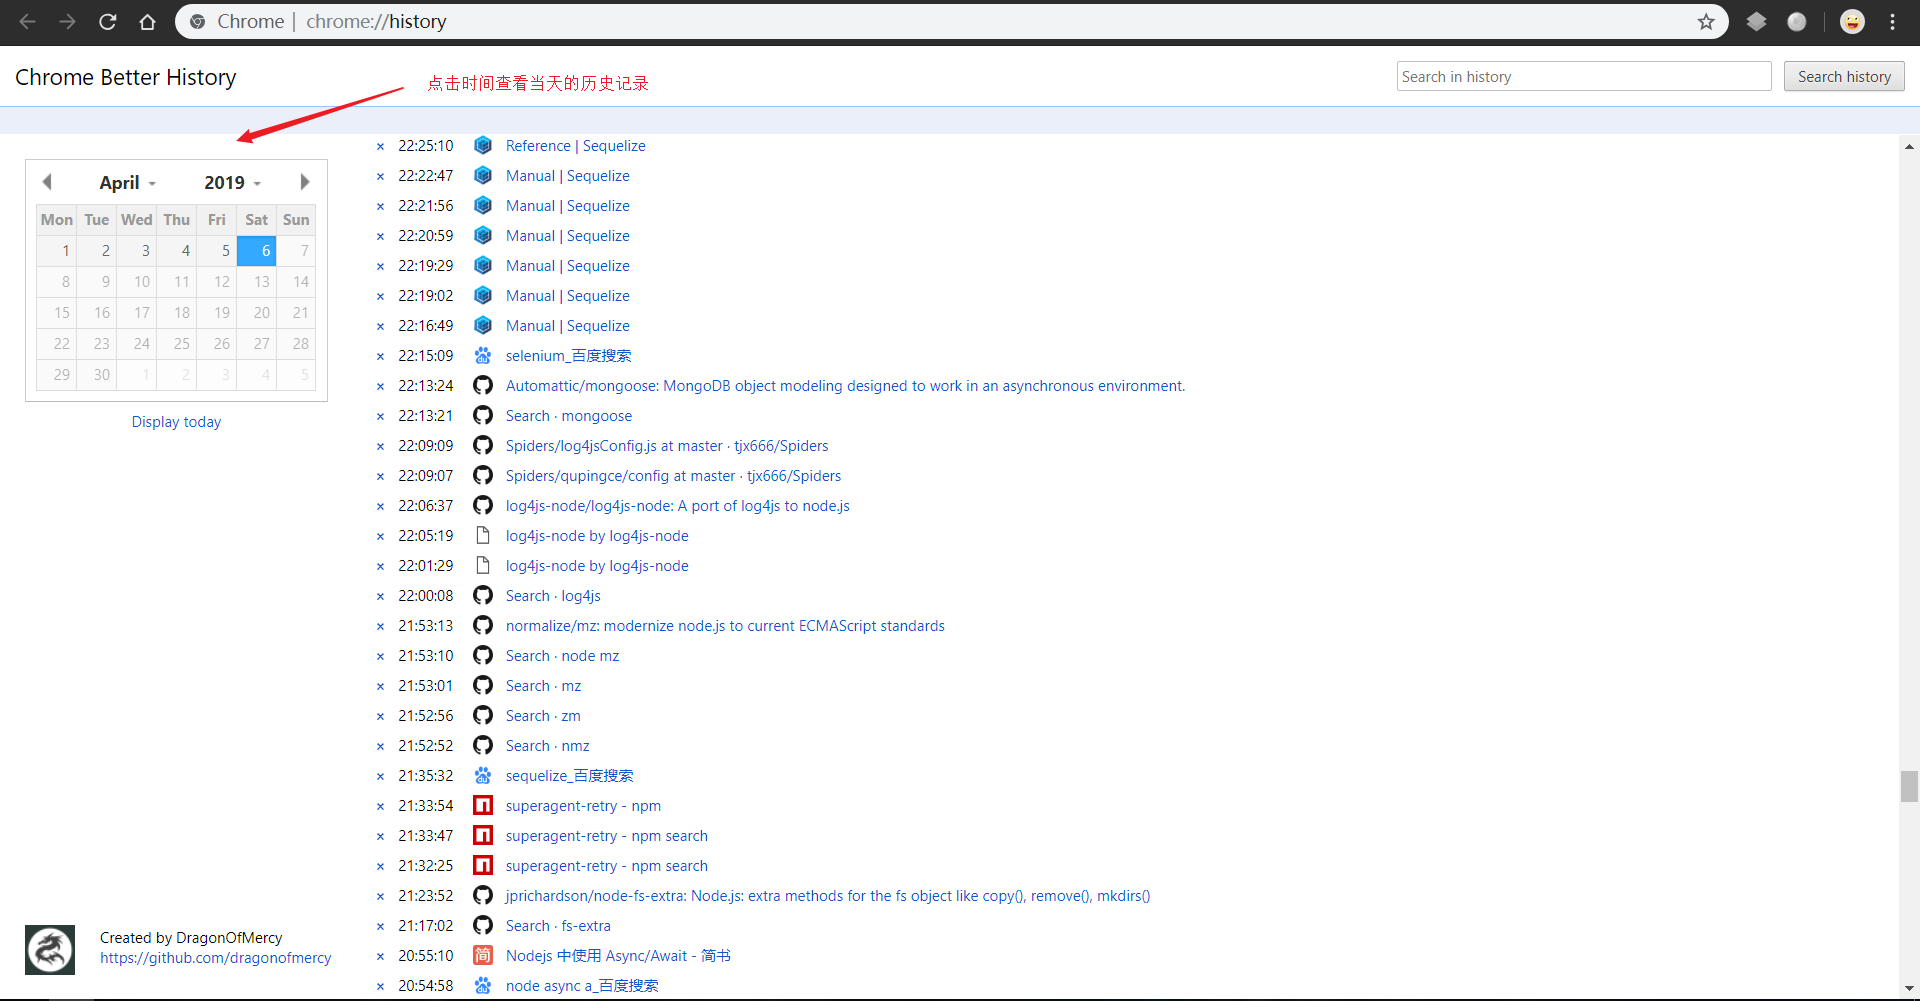 Chrome | chrome://history
Chrome Better History
点击时间查看当天的历史记录
Search in history
Search history
April 2019
Mon Tue Wed Thu Fri Sat Sun
1 2 3 4 5 6 7
8 9 10 11 12 13 14
15 16 17 18 19 20 21
22 23 24 25 26 27 28
29 30 1 2 3 4 5
Display today
× 22:25:10 Reference | Sequelize
× 22:22:47 Manual | Sequelize
× 22:21:56 Manual | Sequelize
× 22:20:59 Manual | Sequelize
× 22:19:29 Manual | Sequelize
× 22:19:02 Manual | Sequelize
× 22:16:49 Manual | Sequelize
× 22:15:09 du selenium_百度搜索
× 22:13:24 Automattic/mongoose: MongoDB object modeling designed to work in an asynchronous environment.
× 22:13:21 Search · mongoose
× 22:09:09 Spiders/log4jsConfig.js at master · tjx666/Spiders
× 22:09:07 Spiders/qupingce/config at master · tjx666/Spiders
× 22:06:37 log4js-node/log4js-node: A port of log4js to node.js
× 22:05:19 log4js-node by log4js-node
× 22:01:29 log4js-node by log4js-node
× 22:00:08 Search · log4js
× 21:53:13 normalize/mz: modernize node.js to current ECMAScript standards
× 21:53:10 Search · node mz
× 21:53:01 Search · mz
× 21:52:56 Search · zm
× 21:52:52 Search · nmz
× 21:35:32 du sequelize_百度搜索
× 21:33:54 superagent-retry - npm
× 21:33:47 superagent-retry - npm search
× 21:32:25 superagent-retry - npm search
× 21:23:52 jprichardson/node-fs-extra: Node.js: extra methods for the fs object like copy(), remove(), mkdirs()
× 21:17:02 Search · fs-extra
× 20:55:10 简 Nodejs 中使用 Async/Await - 简书
× 20:54:58 du node async a_百度搜索
Created by DragonOfMercy
https://github.com/dragonofmercy